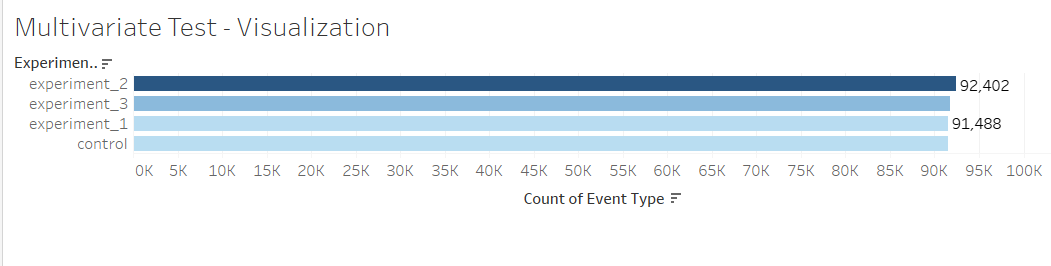 Multivariate Test - Visualization
Experimen..
experiment_2 92,402
experiment_3
experiment_1 91,488
control
0K 5K 10K 15K 20K 25K 30K 35K 40K 45K 50K 55K 60K 65K 70K 75K 80K 85K 90K 95K 100K
Count of Event Type